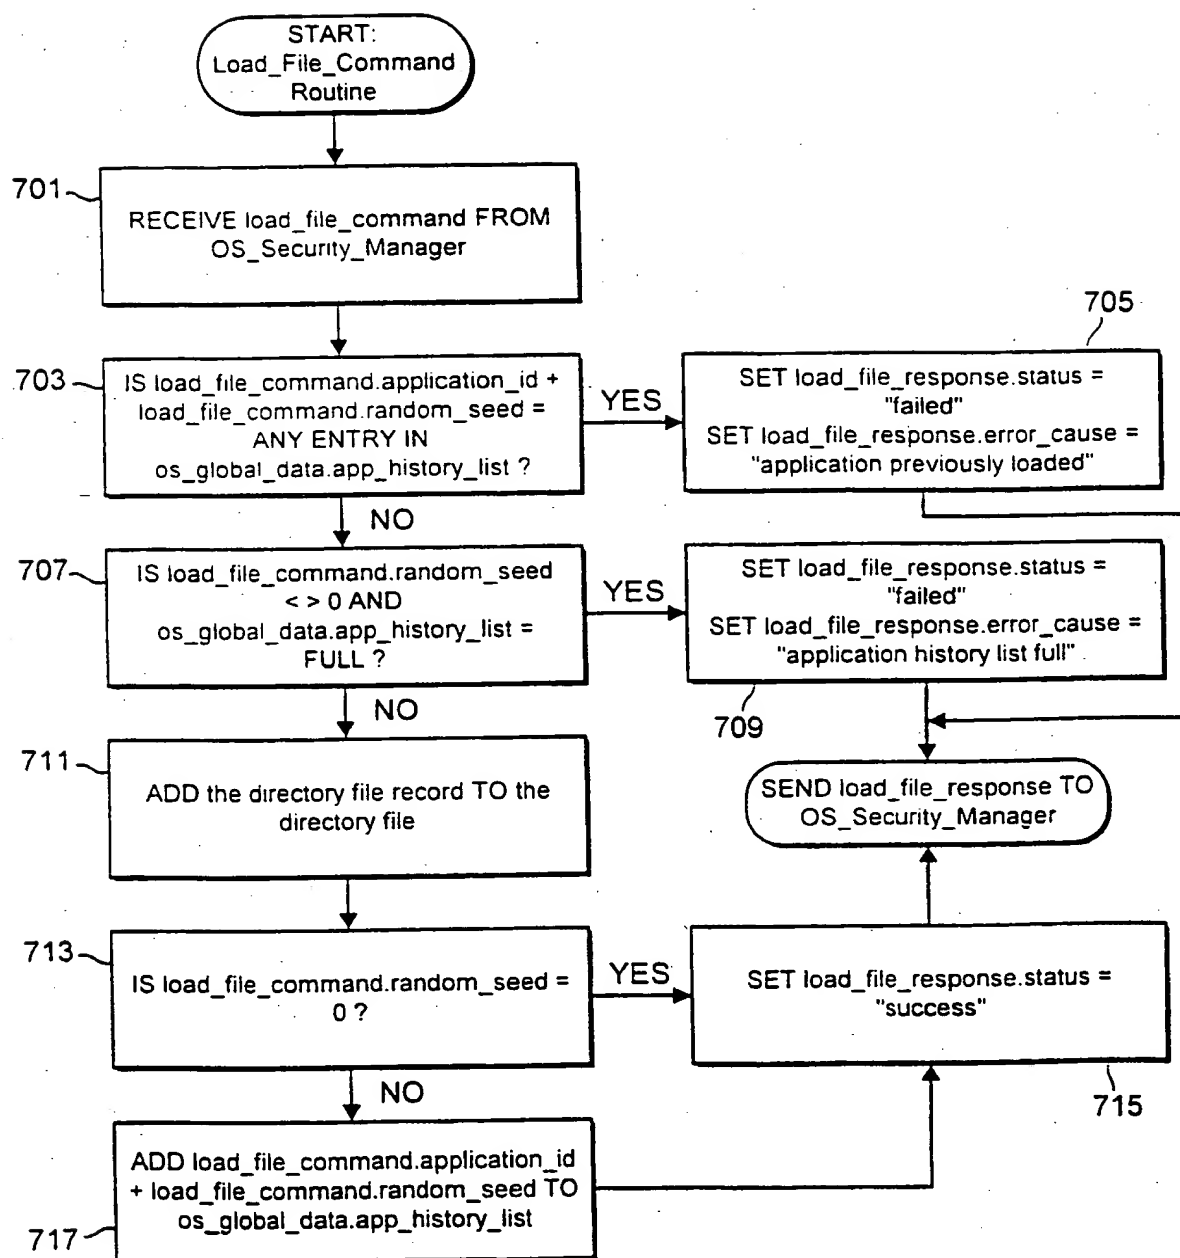 START:
Load_File_Command
Routine
701
RECEIVE load_file_command FROM
OS_Security_Manager
703
IS load_file_command.application_id +
load_file_command.random_seed =
ANY ENTRY IN
os_global_data.app_history_list ?
YES
705
SET load_file_response.status =
"failed"
SET load_file_response.error_cause =
"application previously loaded"
NO
707
IS load_file_command.random_seed
< > 0 AND
os_global_data.app_history_list =
FULL ?
YES
SET load_file_response.status =
"failed"
SET load_file_response.error_cause =
"application history list full"
709
NO
711
ADD the directory file record TO the
directory file
SEND load_file_response TO
OS_Security_Manager
713
IS load_file_command.random_seed =
0 ?
YES
SET load_file_response.status =
"success"
715
NO
ADD load_file_command.application_id
+ load_file_command.random_seed TO
os_global_data.app_history_list
717